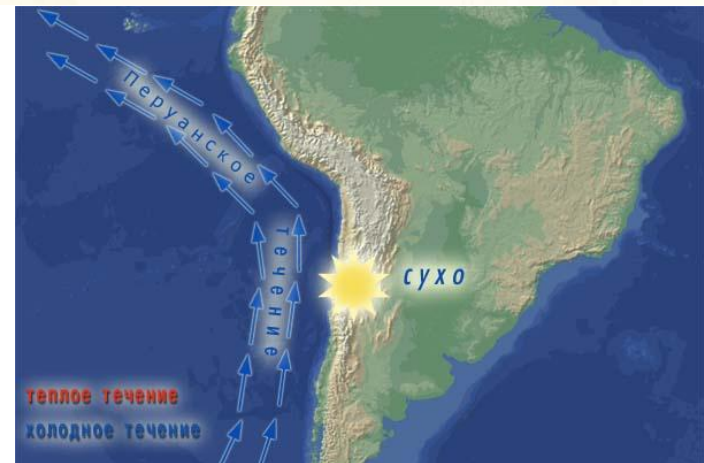 Перуанское
течение
сухо
теплое течение
холодное течение